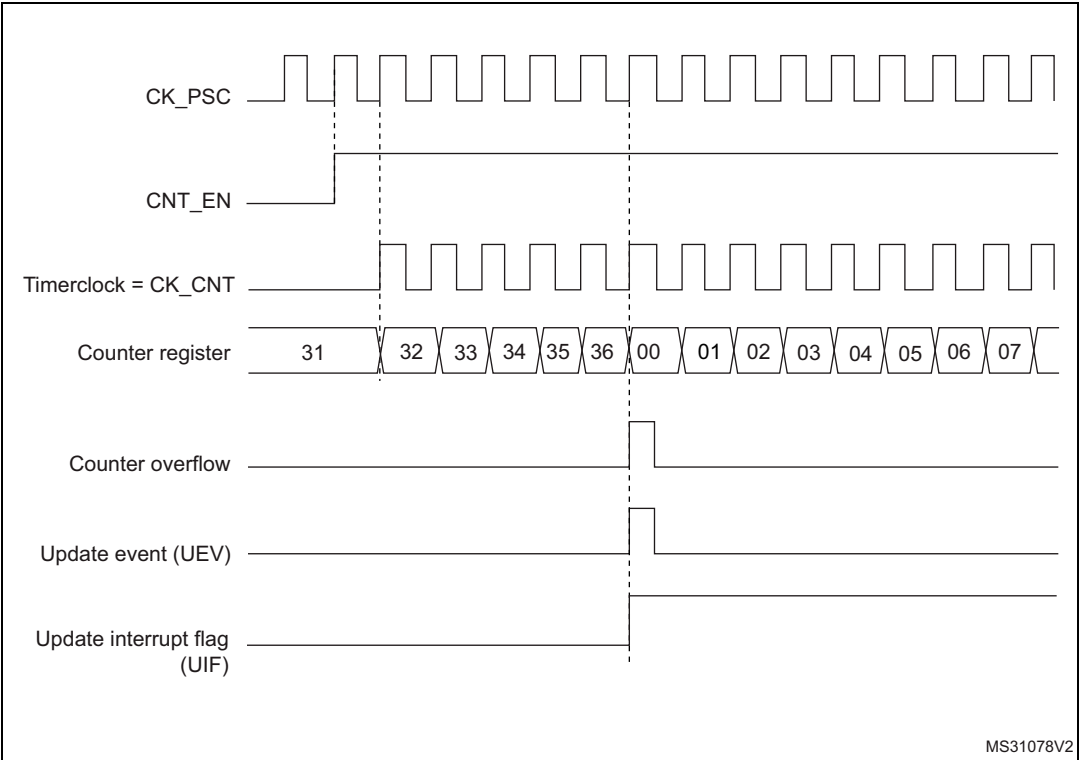 CK_PSC
CNT_EN
Timerclock = CK_CNT
Counter register 31 32 33 34 35 36 00 01 02 03 04 05 06 07
Counter overflow
Update event (UEV)
Update interrupt flag
(UIF)
MS31078V2